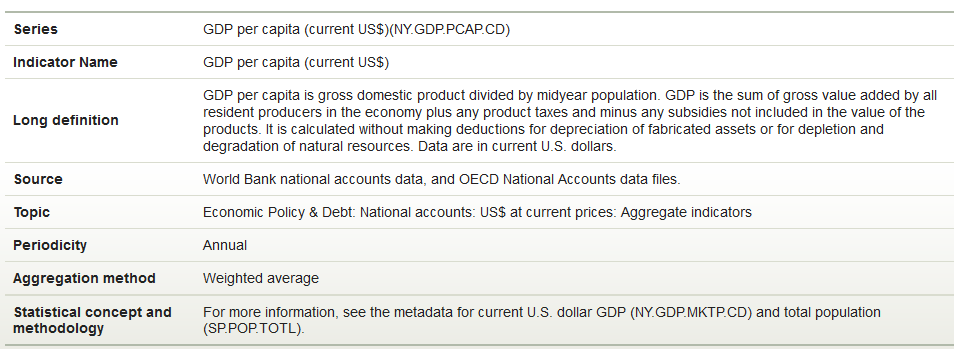 Series GDP per capita (current US$)(NY.GDP.PCAP.CD)
Indicator Name GDP per capita (current US$)
Long definition
GDP per capita is gross domestic product divided by midyear population. GDP is the sum of gross value added by all
resident producers in the economy plus any product taxes and minus any subsidies not included in the value of the
products. It is calculated without making deductions for depreciation of fabricated assets or for depletion and
degradation of natural resources. Data are in current U.S. dollars.
Source World Bank national accounts data, and OECD National Accounts data files.
Topic Economic Policy & Debt: National accounts: US$ at current prices: Aggregate indicators
Periodicity Annual
Aggregation method Weighted average
Statistical concept and
methodology
For more information, see the metadata for current U.S. dollar GDP (NY.GDP.MKTP.CD) and total population
(SP.POP.TOTL).